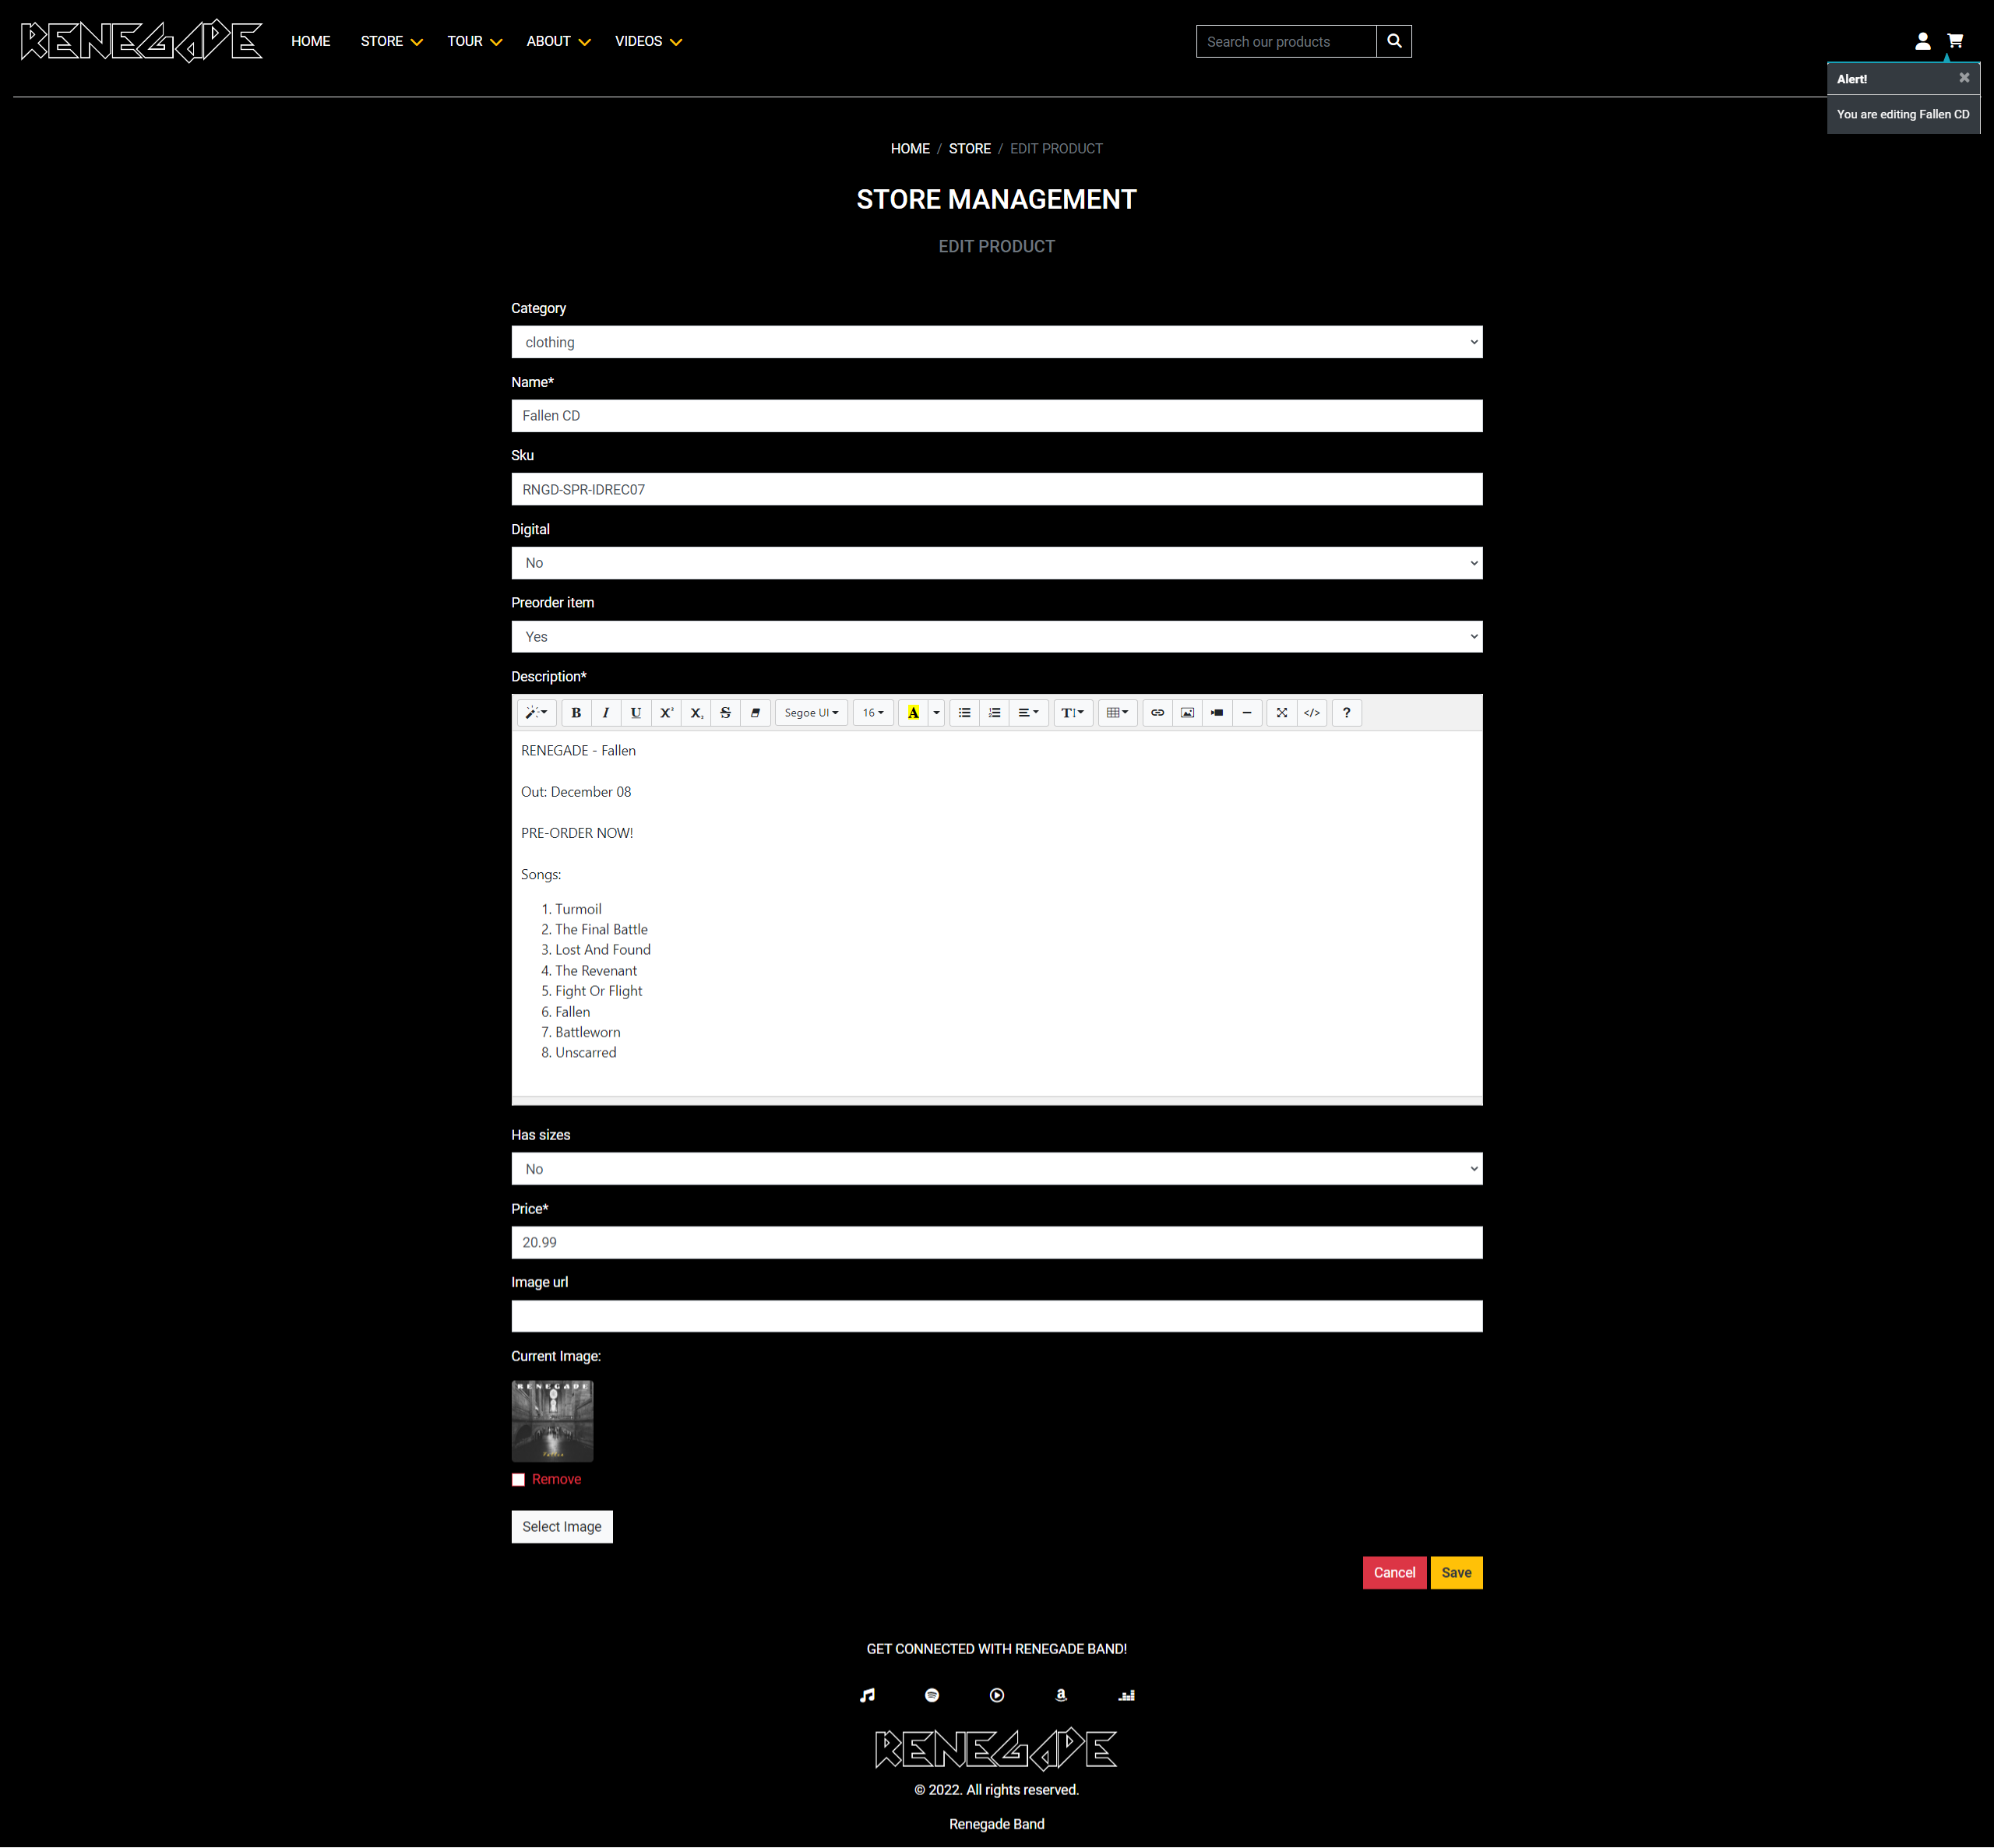 RENEGADE
HOME STORE TOUR ABOUT VIDEOS
Search our products
Alert!
You are editing Fallen CD
HOME / STORE / EDIT PRODUCT
STORE MANAGEMENT
EDIT PRODUCT
Category
clothing
Name*
Fallen CD
Sku
RNGD-SPR-IDREC07
Digital
No
Preorder item
Yes
Description*
B I U X² X₂ S Segoe UI 16 A TI </> ?
RENEGADE - Fallen
Out: December 08
PRE-ORDER NOW!
Songs:
1. Turmoil
2. The Final Battle
3. Lost And Found
4. The Revenant
5. Fight Or Flight
6. Fallen
7. Battleworn
8. Unscarred
Has sizes
No
Price*
20.99
Image url
Current Image:
RENEGADE
Fallen
Remove
Select Image
Cancel Save
GET CONNECTED WITH RENEGADE BAND!
RENEGADE
© 2022. All rights reserved.
Renegade Band